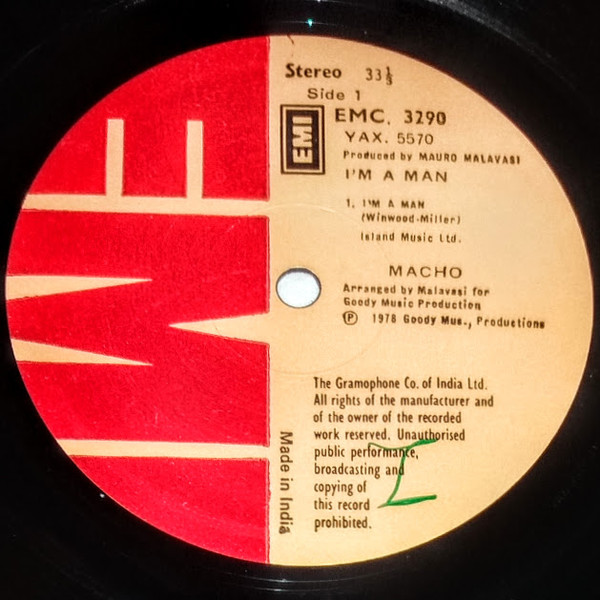 Stereo 33⅓
Side 1
EMI
EMC. 3290
YAX. 5570
Produced by MAURO MALAVASI
I'M A MAN
1. I'M A MAN
(Winwood-Miller)
Island Music Ltd.
MACHO
Arranged by Malavasi for
Goody Music Production
Ⓟ 1978 Goody Mus., Productions
The Gramophone Co. of India Ltd.
All rights of the manufacturer and
of the owner of the recorded
work reserved. Unauthorised
public performance,
broadcasting and
copying of
this record
prohibited.
Made in India
EMI